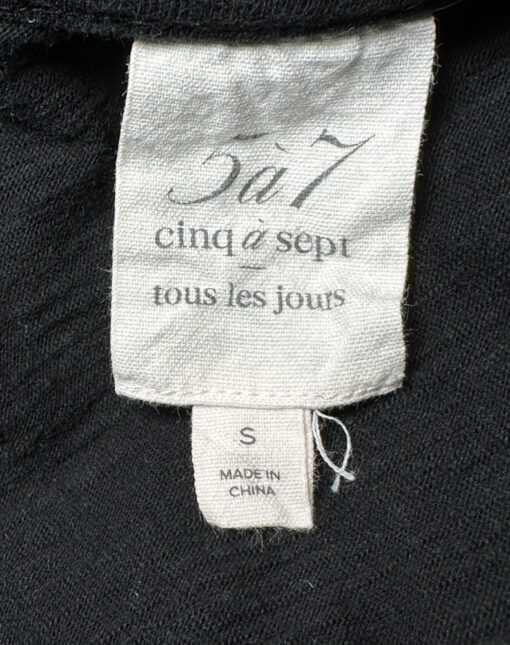 5à7
cinq à sept
tous les jours
S
MADE IN
CHINA